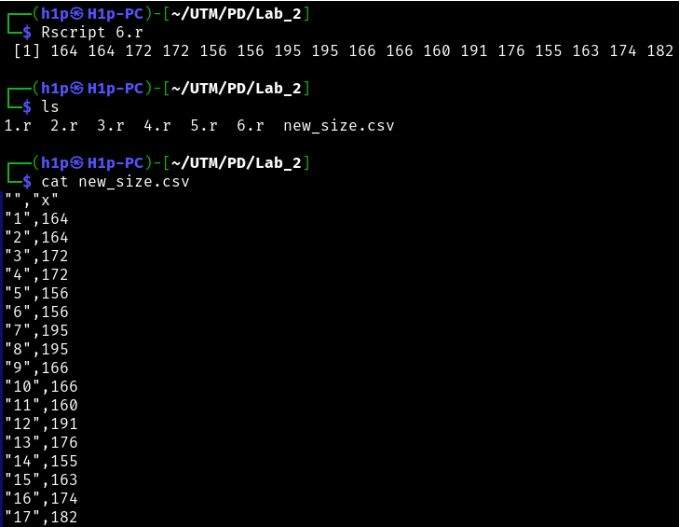 ┌──(h1p㉿H1p-PC)-[~/UTM/PD/Lab_2]
└─$ Rscript 6.r
 [1] 164 164 172 172 156 156 195 195 166 166 160 191 176 155 163 174 182
┌──(h1p㉿H1p-PC)-[~/UTM/PD/Lab_2]
└─$ ls
1.r  2.r  3.r  4.r  5.r  6.r  new_size.csv
┌──(h1p㉿H1p-PC)-[~/UTM/PD/Lab_2]
└─$ cat new_size.csv
"","x"
"1",164
"2",164
"3",172
"4",172
"5",156
"6",156
"7",195
"8",195
"9",166
"10",166
"11",160
"12",191
"13",176
"14",155
"15",163
"16",174
"17",182